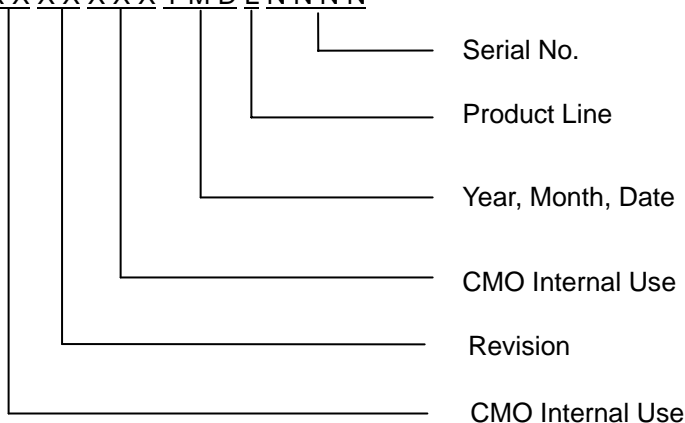 X X X X X X X Y M D L N N N N
Serial No.
Product Line
Year, Month, Date
CMO Internal Use
Revision
CMO Internal Use